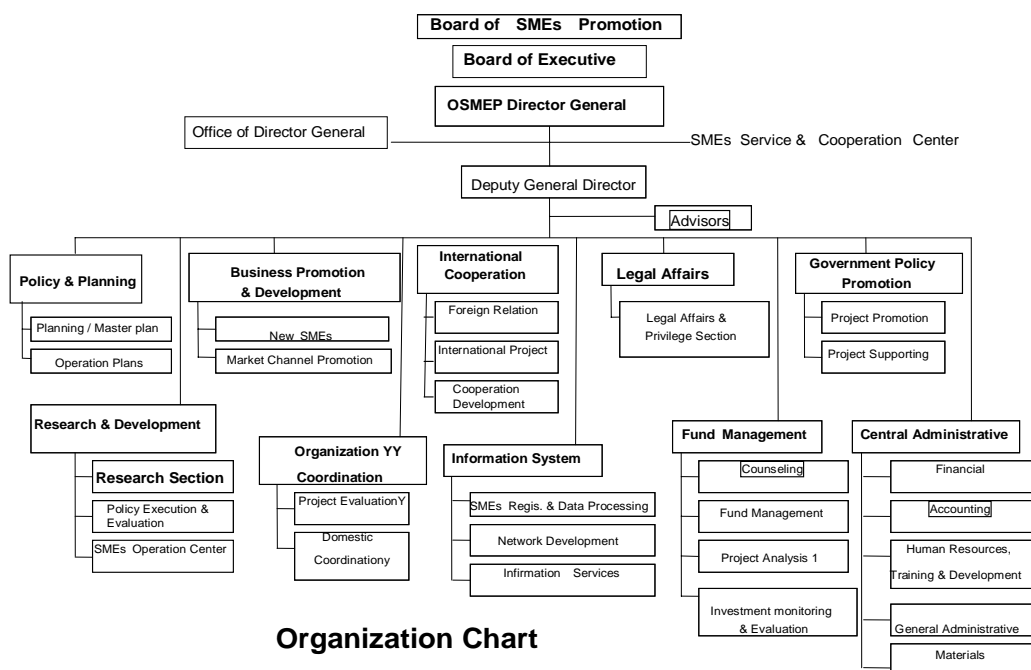 Board of SMEs Promotion
Board of Executive
OSMEP Director General
Office of Director General
SMEs Service & Cooperation Center
Deputy General Director
Advisors
Policy & Planning
Planning / Master plan
Operation Plans
Business Promotion
& Development
New SMEs
Market Channel Promotion
International
Cooperation
Foreign Relation
International Project
Cooperation
Development
Legal Affairs
Legal Affairs &
Privilege Section
Government Policy
Promotion
Project Promotion
Project Supporting
Research & Development
Research Section
Policy Execution &
Evaluation
SMEs Operation Center
Organization YY
Coordination
Project EvaluationY
Domestic
Coordinationy
Information System
SMEs Regis. & Data Processing
Network Development
Infirmation Services
Fund Management
Counseling
Fund Management
Project Analysis 1
Investment monitoring
& Evaluation
Central Administrative
Financial
Accounting
Human Resources,
Training & Development
General Administrative
Materials
Organization Chart